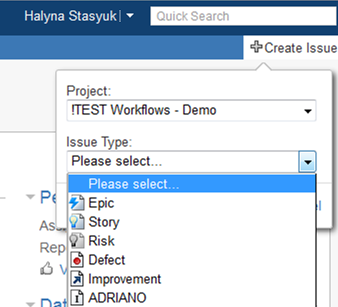 Halyna Stasyuk
Quick Search
Create Issue
Project:
!TEST Workflows - Demo
Issue Type:
Please select...
Please select...
Epic
Story
Risk
Defect
Improvement
ADRIANO